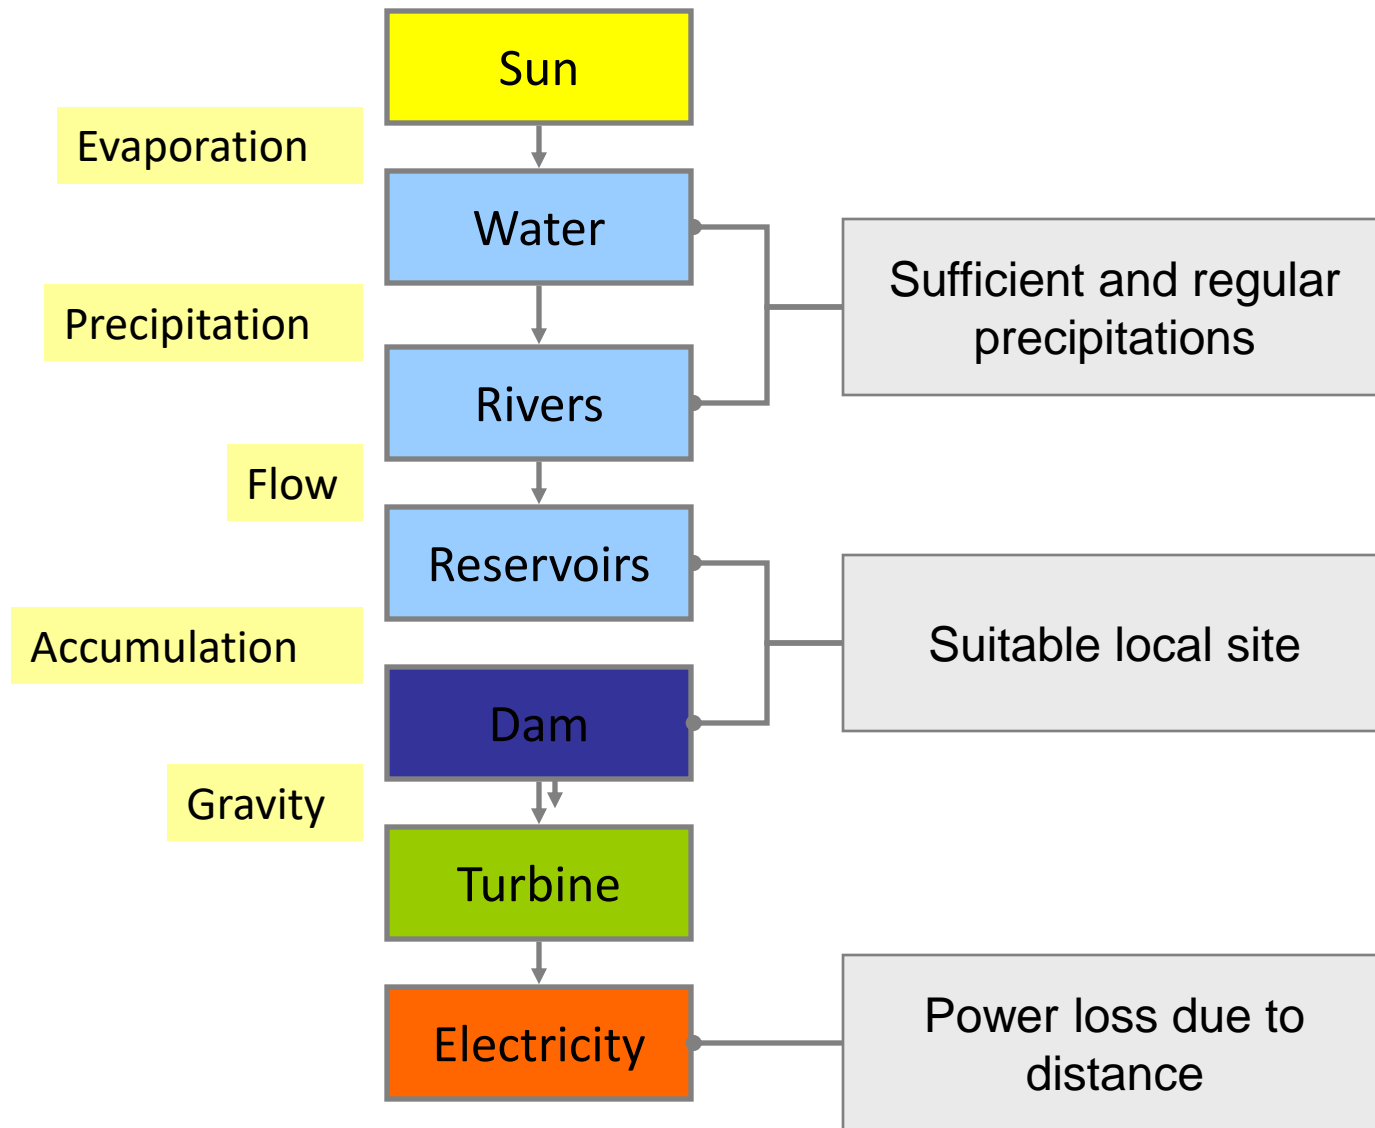 Sun
Evaporation
Water
Sufficient and regular
precipitations
Precipitation
Rivers
Flow
Reservoirs
Suitable local site
Accumulation
Dam
Gravity
Turbine
Electricity
Power loss due to
distance